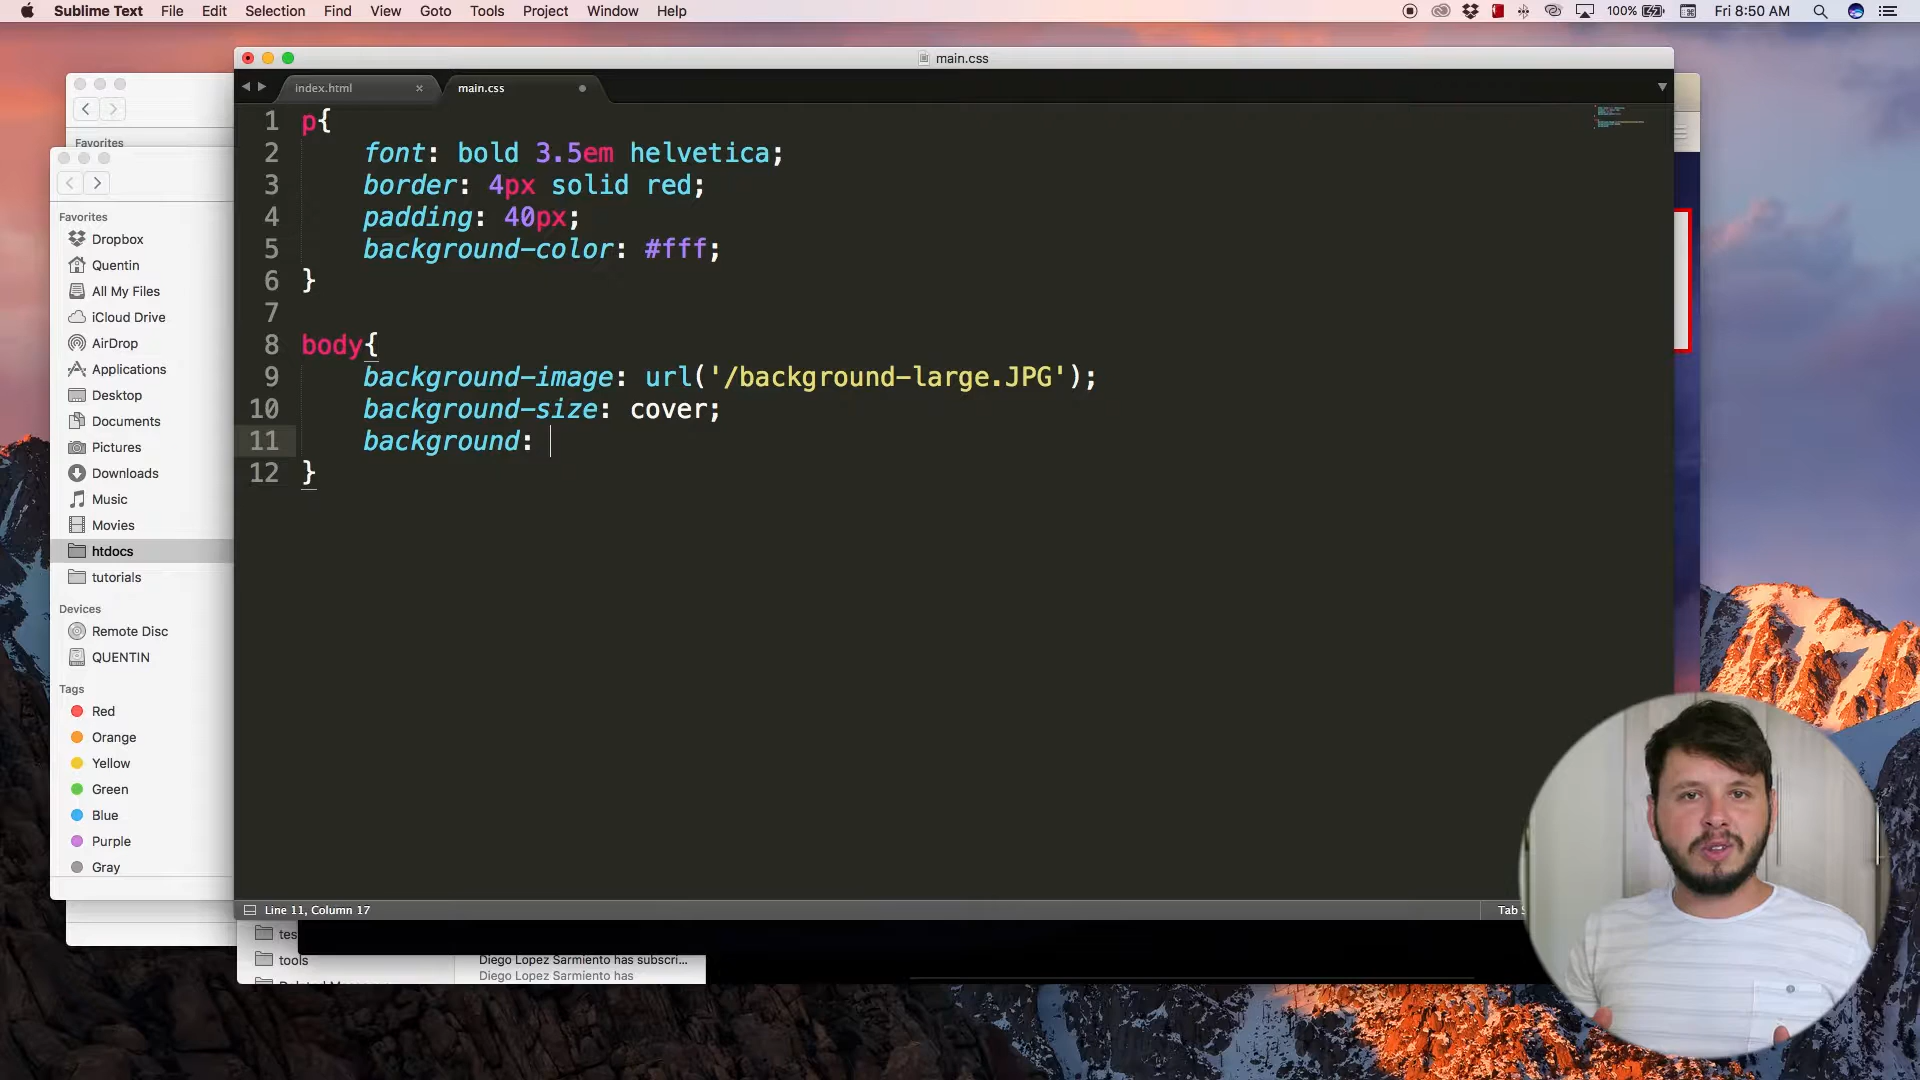 Sublime Text File Edit Selection Find View Goto Tools Project Window Help 100% Fri 8:50 AM
main.css
index.html × main.css
Favorites
Favorites
Dropbox
Quentin
All My Files
iCloud Drive
AirDrop
Applications
Desktop
Documents
Pictures
Downloads
Music
Movies
htdocs
tutorials
Devices
Remote Disc
QUENTIN
Tags
Red
Orange
Yellow
Green
Blue
Purple
Gray
1 p{
2 font: bold 3.5em helvetica;
3 border: 4px solid red;
4 padding: 40px;
5 background-color: #fff;
6 }
7
8 body{
9 background-image: url('/background-large.JPG');
10 background-size: cover;
11 background:
12 }
Line 11, Column 17
Tab S
tes
tools
Diego Lopez Sarmiento has subscri...
Diego Lopez Sarmiento has